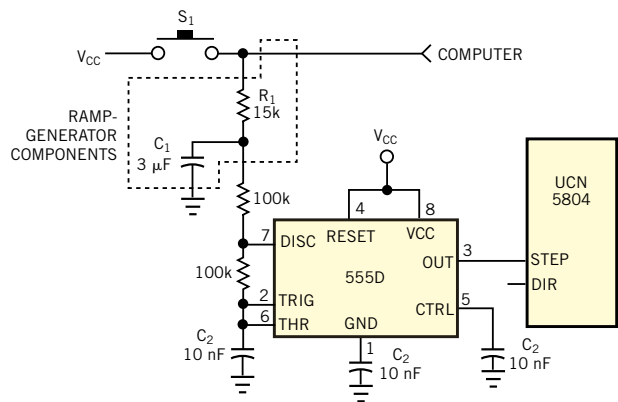 S1
VCC
COMPUTER
R1
15k
RAMP-
GENERATOR
COMPONENTS
C1
3 µF
VCC
100k
UCN
5804
4
8
RESET
VCC
7
DISC
OUT
3
STEP
100k
555D
DIR
2
TRIG
CTRL
5
6
THR
GND
C2
10 nF
1
C2
10 nF
C2
10 nF